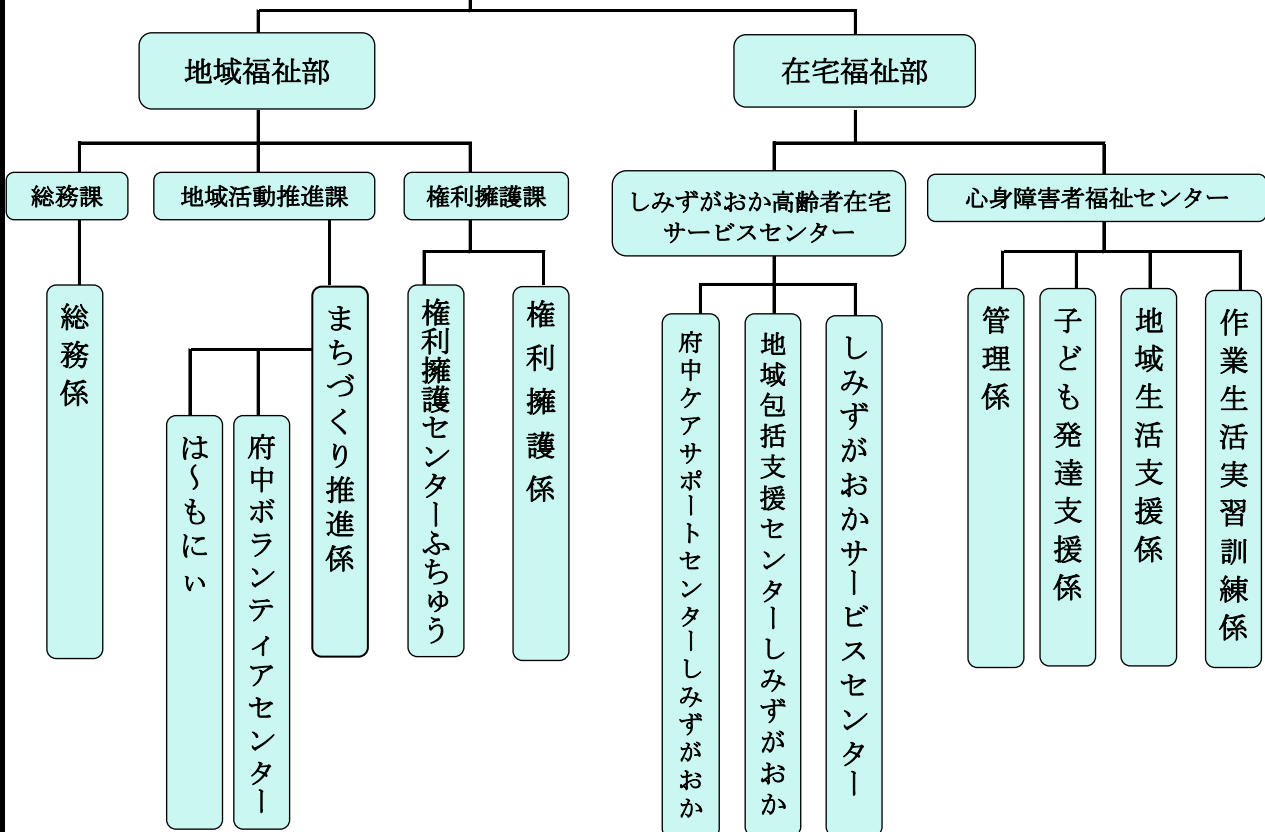 地域福祉部
在宅福祉部
総務課
地域活動推進課
権利擁護課
しみずがおか高齢者在宅
サービスセンター
心身障害者福祉センター
総務係
は～もにぃ
府中ボランティアセンター
まちづくり推進係
権利擁護センターふちゅう
権利擁護係
府中ケアサポートセンターしみずがおか
地域包括支援センターしみずがおか
しみずがおかサービスセンター
管理係
子ども発達支援係
地域生活支援係
作業生活実習訓練係